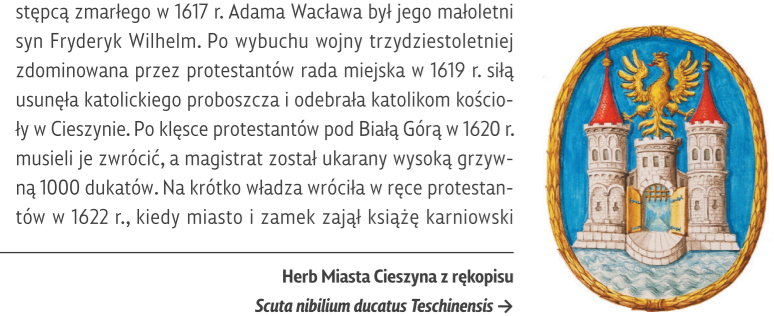 stępcą zmarłego w 1617 r. Adama Wacława był jego małoletni
syn Fryderyk Wilhelm. Po wybuchu wojny trzydziestoletniej
zdominowana przez protestantów rada miejska w 1619 r. siłą
usunęła katolickiego proboszcza i odebrała katolikom kościo-
ły w Cieszynie. Po klęsce protestantów pod Białą Górą w 1620 r.
musieli je zwrócić, a magistrat został ukarany wysoką grzyw-
ną 1000 dukatów. Na krótko władza wróciła w ręce protestan-
tów w 1622 r., kiedy miasto i zamek zajął książę karniowski
Herb Miasta Cieszyna z rękopisu
Scuta nibilium ducatus Teschinensis →